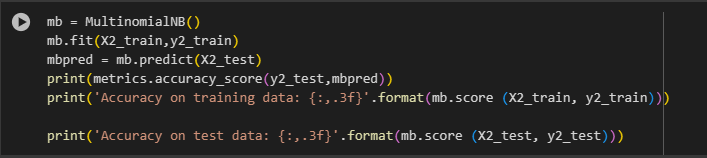 mb = MultinomialNB()
mb.fit(X2_train,y2_train)
mbpred = mb.predict(X2_test)
print(metrics.accuracy_score(y2_test,mbpred))
print('Accuracy on training data: {:,.3f}'.format(mb.score (X2_train, y2_train)))
print('Accuracy on test data: {:,.3f}'.format(mb.score (X2_test, y2_test)))